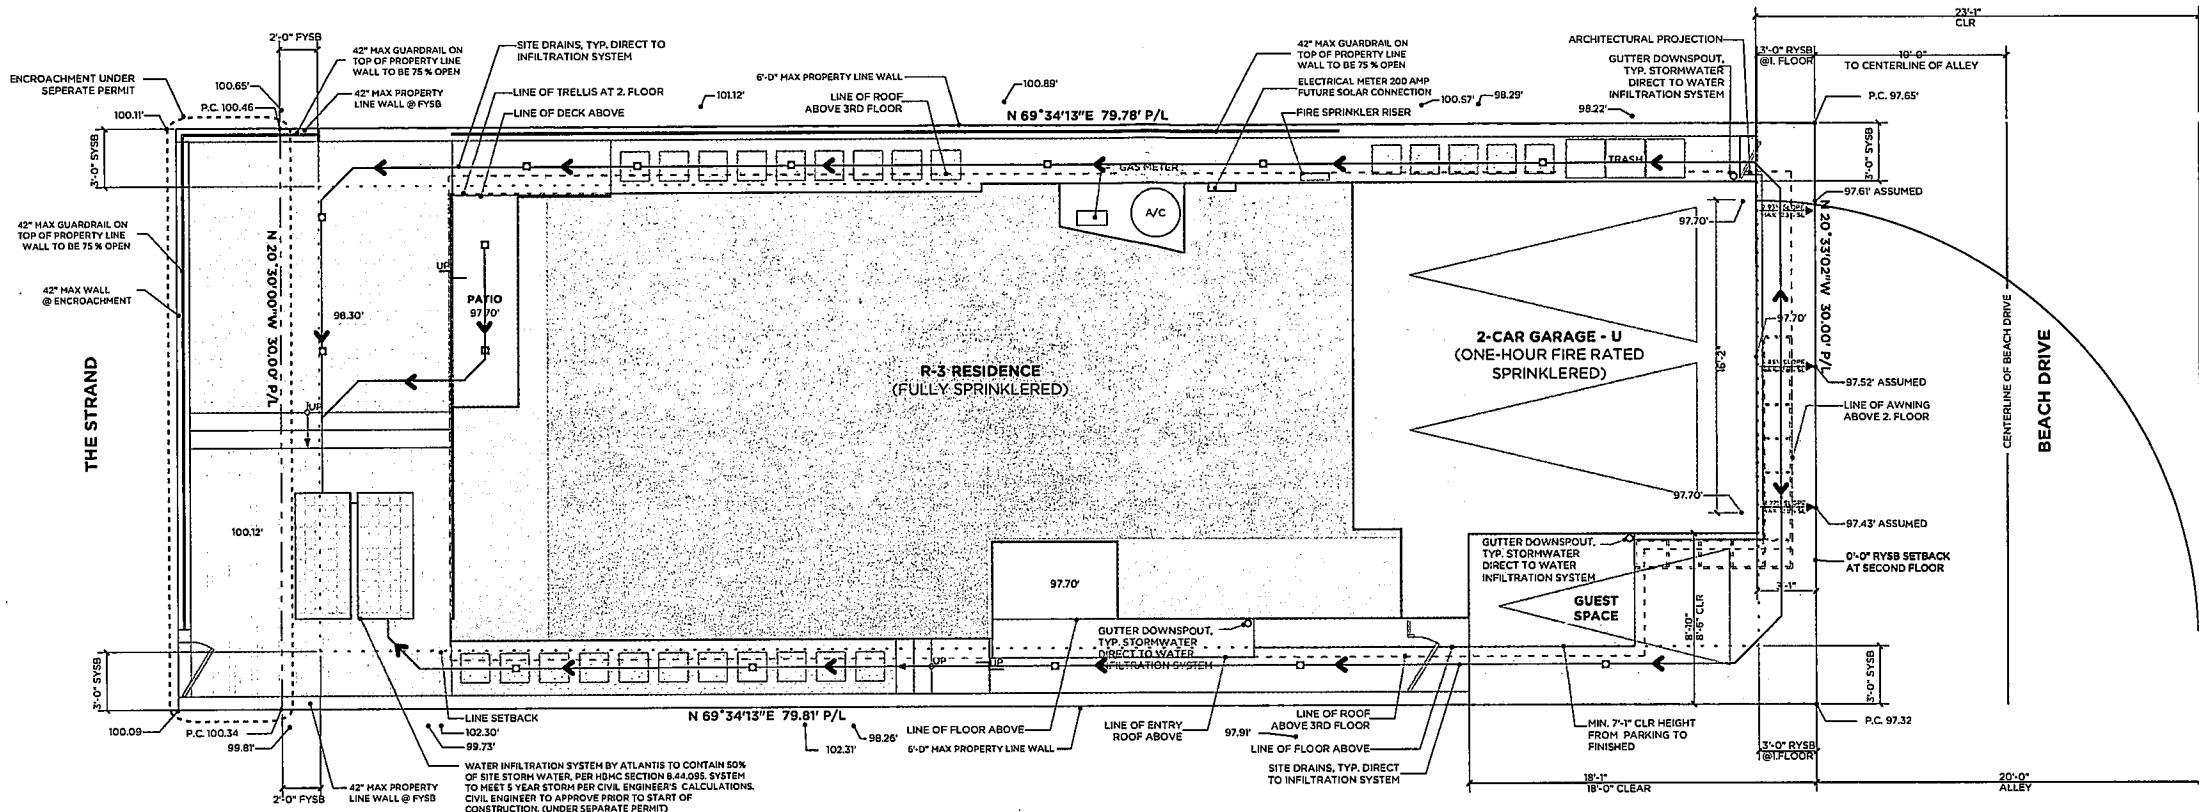 23'-1"
CLR
2'-0" FYSB
42" MAX GUARDRAIL ON
TOP OF PROPERTY LINE
WALL TO BE 75 % OPEN
SITE DRAINS, TYP. DIRECT TO
INFILTRATION SYSTEM
42" MAX GUARDRAIL ON
TOP OF PROPERTY LINE
WALL TO BE 75 % OPEN
ARCHITECTURAL PROJECTION
3'-0" RYSB
@1. FLOOR
10'-0"
TO CENTERLINE OF ALLEY
GUTTER DOWNSPOUT,
TYP. STORMWATER
DIRECT TO WATER
INFILTRATION SYSTEM
ENCROACHMENT UNDER
SEPERATE PERMIT
100.65'
6'-0" MAX PROPERTY LINE WALL
100.89'
ELECTRICAL METER 200 AMP
FUTURE SOLAR CONNECTION
42" MAX PROPERTY
LINE WALL @ FYSB
LINE OF TRELLIS AT 2. FLOOR
101.12'
LINE OF ROOF
ABOVE 3RD FLOOR
100.57'
98.29'
P.C. 97.65'
100.11'
P.C. 100.46
LINE OF DECK ABOVE
N 69°34'13"E 79.78' P/L
FIRE SPRINKLER RISER
98.22'
3'-0" SYSB
3'-0" SYSB
GAS METER
TRASH
97.61' ASSUMED
A/C
97.70'
42" MAX GUARDRAIL ON
TOP OF PROPERTY LINE
WALL TO BE 75 % OPEN
N 20°30'00"W 30.00' P/L
UP
PATIO
97.70'
42" MAX WALL
@ ENCROACHMENT
98.30'
N 20°33'02"W 30.00' P/L
97.70'
2-CAR GARAGE - U
(ONE-HOUR FIRE RATED
SPRINKLERED)
16'-2"
R-3 RESIDENCE
(FULLY SPRINKLERED)
97.52' ASSUMED
LINE OF AWNING
ABOVE 2. FLOOR
CENTERLINE OF BEACH DRIVE
BEACH DRIVE
THE STRAND
UP
97.70'
97.43' ASSUMED
100.12'
GUTTER DOWNSPOUT,
TYP. STORMWATER
DIRECT TO WATER
INFILTRATION SYSTEM
0'-0" RYSB SETBACK
AT SECOND FLOOR
97.70'
3'-1"
GUEST
SPACE
8'-10"
8'-6" CLR
GUTTER DOWNSPOUT,
TYP. STORMWATER
DIRECT TO WATER
INFILTRATION SYSTEM
UP
UP
3'-0" SYSB
3'-0" SYSB
100.09
P.C. 100.34
99.81'
LINE SETBACK
102.30'
99.73'
N 69°34'13"E 79.81' P/L
102.31'
98.26'
LINE OF FLOOR ABOVE
6'-0" MAX PROPERTY LINE WALL
LINE OF ENTRY
ROOF ABOVE
LINE OF ROOF
ABOVE 3RD FLOOR
97.91'
LINE OF FLOOR ABOVE
SITE DRAINS, TYP. DIRECT
TO INFILTRATION SYSTEM
MIN. 7'-1" CLR HEIGHT
FROM PARKING TO
FINISHED
P.C. 97.32
3'-0" RYSB
@1.FLOOR
2'-0" FYSB
42" MAX PROPERTY
LINE WALL @ FYSB
WATER INFILTRATION SYSTEM BY ATLANTIS TO CONTAIN 50%
OF SITE STORM WATER, PER HBMC SECTION 8.44.095. SYSTEM
TO MEET 5 YEAR STORM PER CIVIL ENGINEER'S CALCULATIONS.
CIVIL ENGINEER TO APPROVE PRIOR TO START OF
CONSTRUCTION. (UNDER SEPARATE PERMIT)
18'-1"
18'-0" CLEAR
20'-0"
ALLEY